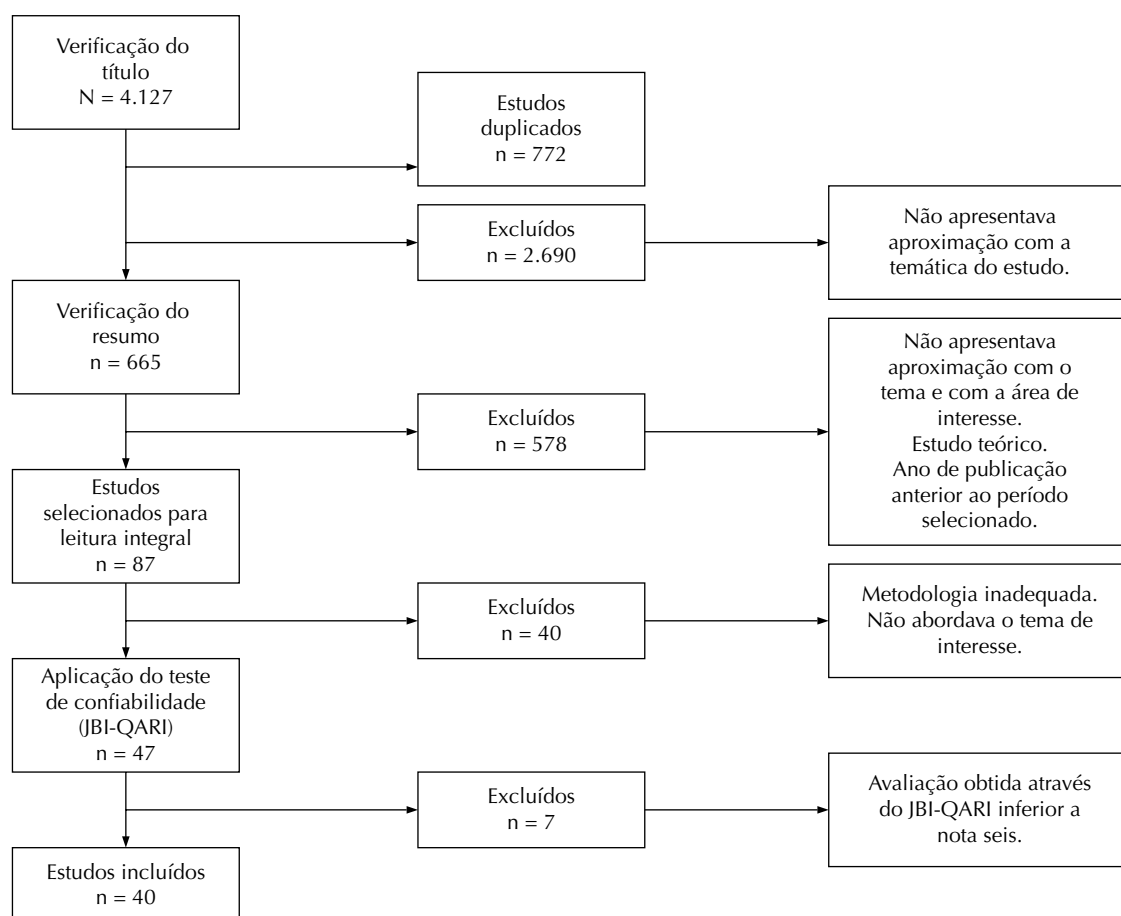 Verificação do
título
N = 4.127
Estudos
duplicados
n = 772
Excluídos
n = 2.690
Não apresentava
aproximação com a
temática do estudo.
Verificação do
resumo
n = 665
Excluídos
n = 578
Não apresentava
aproximação com o
tema e com a área de
interesse.
Estudo teórico.
Ano de publicação
anterior ao período
selecionado.
Estudos
selecionados para
leitura integral
n = 87
Excluídos
n = 40
Metodologia inadequada.
Não abordava o tema de
interesse.
Aplicação do teste
de confiabilidade
(JBI-QARI)
n = 47
Excluídos
n = 7
Avaliação obtida através
do JBI-QARI inferior a
nota seis.
Estudos incluídos
n = 40